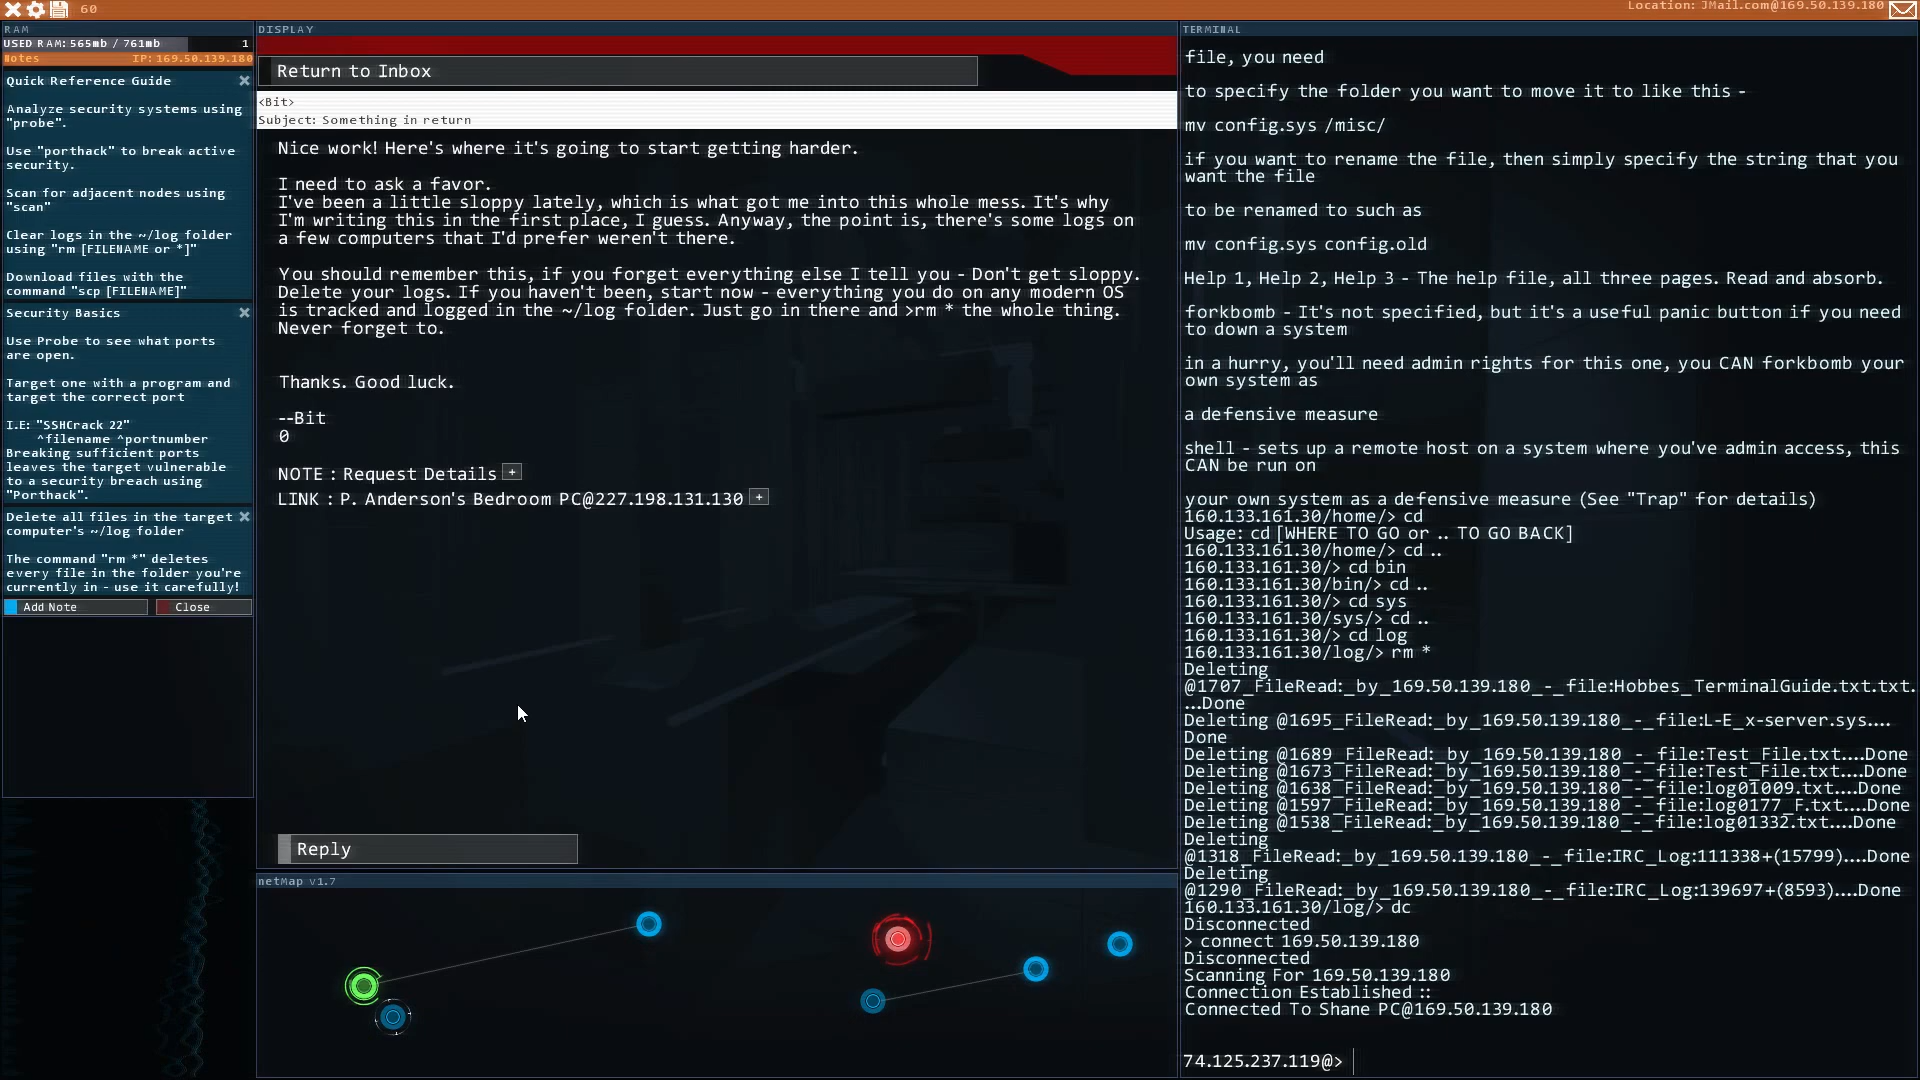 60
Location: JMail.com@169.50.139.180
RAM
USED RAM: 565mb / 761mb 1
Notes IP: 169.50.139.180
Quick Reference Guide
Analyze security systems using
"probe".
Use "porthack" to break active
security.
Scan for adjacent nodes using
"scan"
Clear logs in the ~/log folder
using "rm [FILENAME or *]"
Download files with the
command "scp [FILENAME]"
Security Basics
Use Probe to see what ports
are open.
Target one with a program and
target the correct port
I.E: "SSHCrack 22"
^filename ^portnumber
Breaking sufficient ports
leaves the target vulnerable
to a security breach using
"Porthack".
Delete all files in the target
computer's ~/log folder
The command "rm *" deletes
every file in the folder you're
currently in - use it carefully!
Add Note
Close
DISPLAY
Return to Inbox
<Bit>
Subject: Something in return
Nice work! Here's where it's going to start getting harder.
I need to ask a favor.
I've been a little sloppy lately, which is what got me into this whole mess. It's why
I'm writing this in the first place, I guess. Anyway, the point is, there's some logs on
a few computers that I'd prefer weren't there.
You should remember this, if you forget everything else I tell you - Don't get sloppy.
Delete your logs. If you haven't been, start now - everything you do on any modern OS
is tracked and logged in the ~/log folder. Just go in there and >rm * the whole thing.
Never forget to.
Thanks. Good luck.
--Bit
0
NOTE : Request Details +
LINK : P. Anderson's Bedroom PC@227.198.131.130 +
Reply
netMap v1.7
TERMINAL
file, you need
to specify the folder you want to move it to like this -
mv config.sys /misc/
if you want to rename the file, then simply specify the string that you
want the file
to be renamed to such as
mv config.sys config.old
Help 1, Help 2, Help 3 - The help file, all three pages. Read and absorb.
forkbomb - It's not specified, but it's a useful panic button if you need
to down a system
in a hurry, you'll need admin rights for this one, you CAN forkbomb your
own system as
a defensive measure
shell - sets up a remote host on a system where you've admin access, this
CAN be run on
your own system as a defensive measure (See "Trap" for details)
160.133.161.30/home/> cd
Usage: cd [WHERE TO GO or .. TO GO BACK]
160.133.161.30/home/> cd ..
160.133.161.30/> cd bin
160.133.161.30/bin/> cd ..
160.133.161.30/> cd sys
160.133.161.30/sys/> cd ..
160.133.161.30/> cd log
160.133.161.30/log/> rm *
Deleting
@1707_FileRead:_by_169.50.139.180_-_file:Hobbes_TerminalGuide.txt.txt.
...Done
Deleting @1695_FileRead:_by_169.50.139.180_-_file:L-E_x-server.sys....
Done
Deleting @1689_FileRead:_by_169.50.139.180_-_file:Test_File.txt....Done
Deleting @1673_FileRead:_by_169.50.139.180_-_file:Test_File.txt....Done
Deleting @1638_FileRead:_by_169.50.139.180_-_file:log01009.txt....Done
Deleting @1597_FileRead:_by_169.50.139.180_-_file:log0177_F.txt....Done
Deleting @1538_FileRead:_by_169.50.139.180_-_file:log01332.txt....Done
Deleting
@1318_FileRead:_by_169.50.139.180_-_file:IRC_Log:111338+(15799)....Done
Deleting
@1290_FileRead:_by_169.50.139.180_-_file:IRC_Log:139697+(8593)....Done
160.133.161.30/log/> dc
Disconnected
> connect 169.50.139.180
Disconnected
Scanning For 169.50.139.180
Connection Established ::
Connected To Shane PC@169.50.139.180
74.125.237.119@>